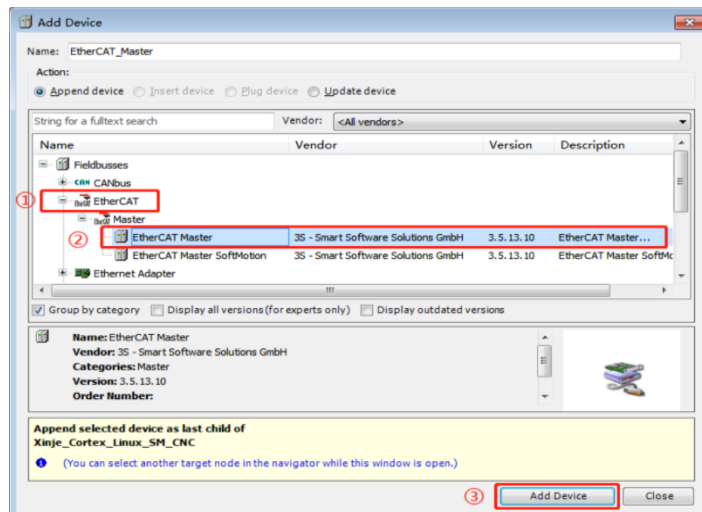 Add Device
Name: EtherCAT_Master
Action:
Append device Insert device Plug device Update device
String for a fulltext search Vendor: <All vendors>
Name Vendor Version Description
Fieldbusses
CAN CANbus
① EtherCAT
Master
② EtherCAT Master 3S - Smart Software Solutions GmbH 3.5.13.10 EtherCAT Master...
EtherCAT Master SoftMotion 3S - Smart Software Solutions GmbH 3.5.13.10 EtherCAT Master SoftMo
Ethernet Adapter
Group by category Display all versions (for experts only) Display outdated versions
Name: EtherCAT Master
Vendor: 3S - Smart Software Solutions GmbH
Categories: Master
Version: 3.5.13.10
Order Number:
Append selected device as last child of
Xinje_Cortex_Linux_SM_CNC
(You can select another target node in the navigator while this window is open.)
③ Add Device Close